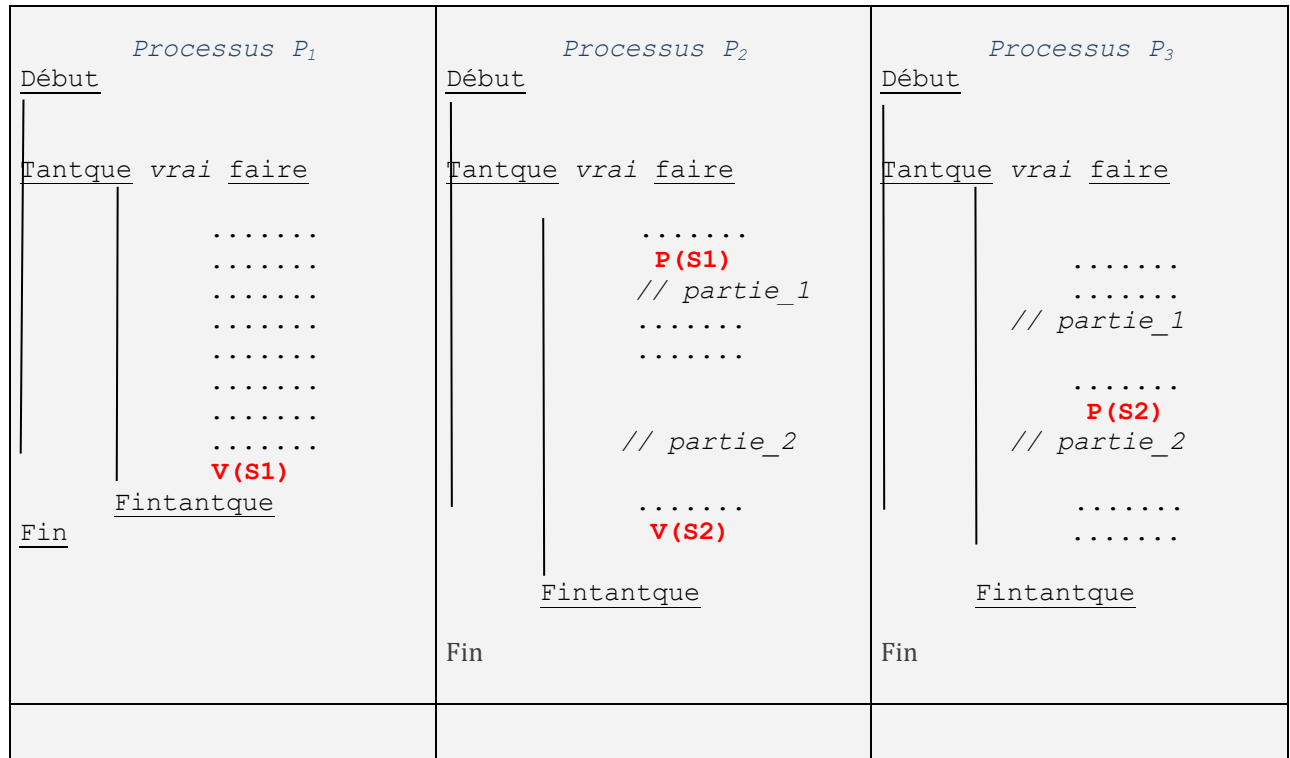 Processus P₁
Début
Tantque vrai faire
.......
.......
.......
.......
.......
.......
.......
.......
V(S1)
Fintantque
Fin
Processus P₂
Début
Tantque vrai faire
.......
P(S1)
// partie_1
.......
.......
// partie_2
.......
V(S2)
Fintantque
Fin
Processus P₃
Début
Tantque vrai faire
.......
.......
// partie_1
.......
P(S2)
// partie_2
.......
.......
Fintantque
Fin